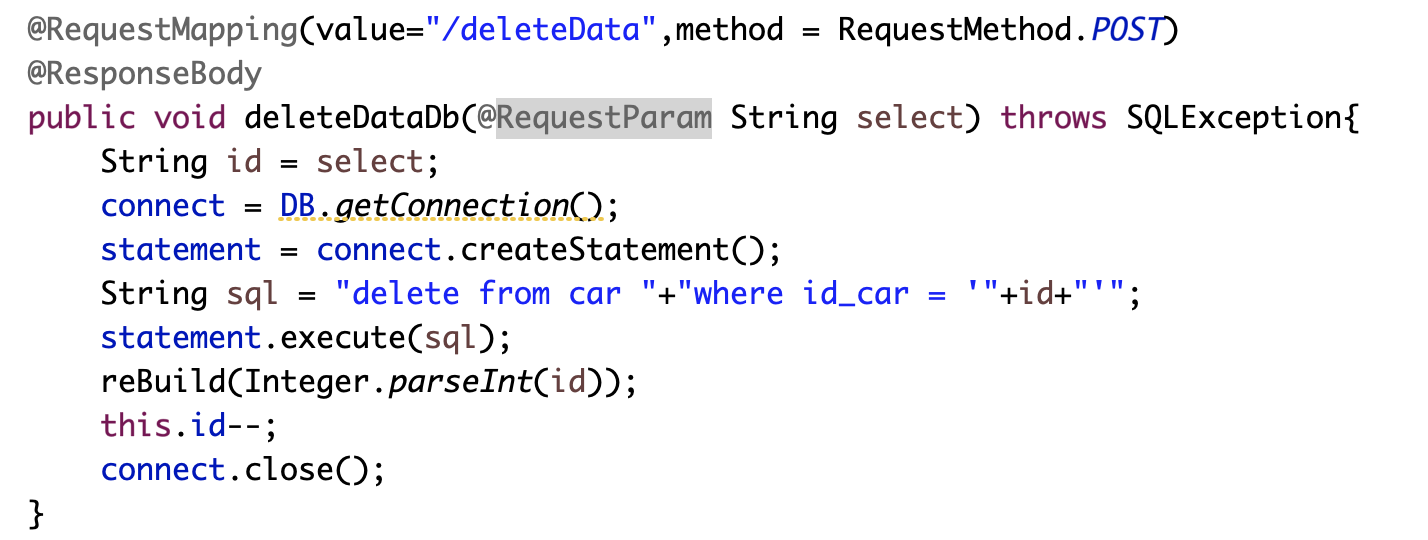 @RequestMapping(value="/deleteData",method = RequestMethod.POST)
@ResponseBody
public void deleteDataDb(@RequestParam String select) throws SQLException{
    String id = select;
    connect = DB.getConnection();
    statement = connect.createStatement();
    String sql = "delete from car "+"where id_car = '"+id+"'";
    statement.execute(sql);
    reBuild(Integer.parseInt(id));
    this.id--;
    connect.close();
}